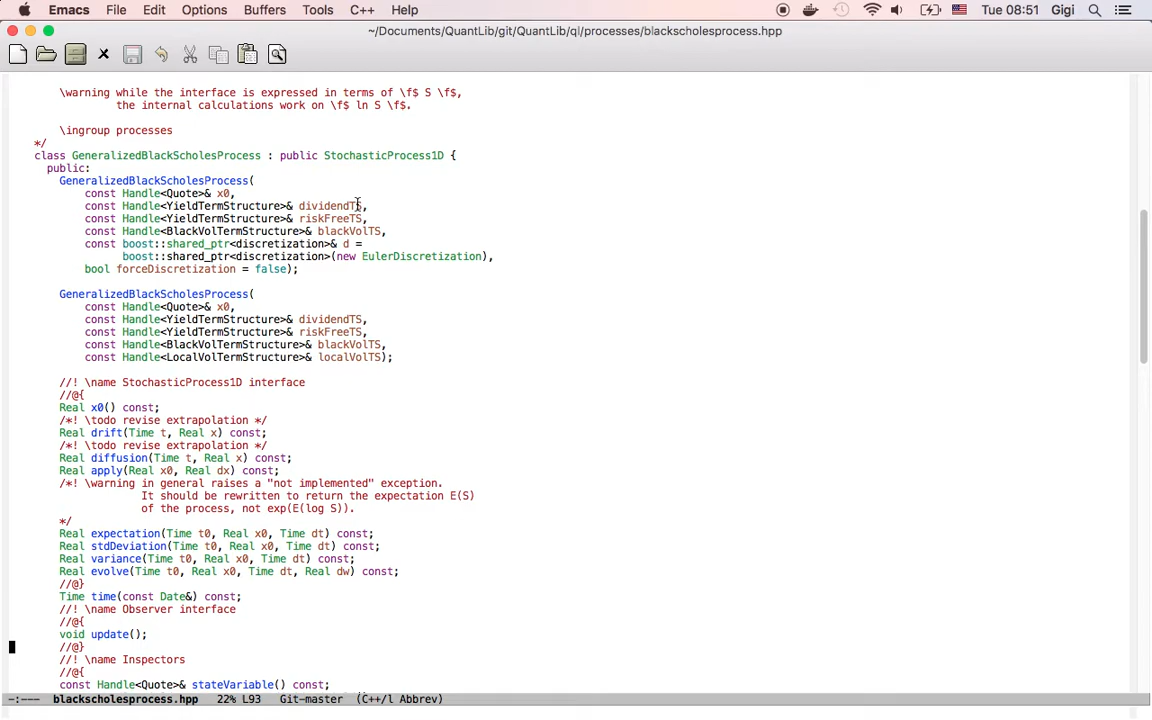 Emacs File Edit Options Buffers Tools C++ Help Tue 08:51 Gigi
~/Documents/QuantLib/git/QuantLib/ql/processes/blackscholesprocess.hpp
\warning while the interface is expressed in terms of \f$ S \f$,
the internal calculations work on \f$ ln S \f$.
\ingroup processes
*/
class GeneralizedBlackScholesProcess : public StochasticProcess1D {
public:
GeneralizedBlackScholesProcess(
const Handle<Quote>& x0,
const Handle<YieldTermStructure>& dividendTS,
const Handle<YieldTermStructure>& riskFreeTS,
const Handle<BlackVolTermStructure>& blackVolTS,
const boost::shared_ptr<discretization>& d =
boost::shared_ptr<discretization>(new EulerDiscretization),
bool forceDiscretization = false);
GeneralizedBlackScholesProcess(
const Handle<Quote>& x0,
const Handle<YieldTermStructure>& dividendTS,
const Handle<YieldTermStructure>& riskFreeTS,
const Handle<BlackVolTermStructure>& blackVolTS,
const Handle<LocalVolTermStructure>& localVolTS);
//! \name StochasticProcess1D interface
//@{
Real x0() const;
/*! \todo revise extrapolation */
Real drift(Time t, Real x) const;
/*! \todo revise extrapolation */
Real diffusion(Time t, Real x) const;
Real apply(Real x0, Real dx) const;
/*! \warning in general raises a "not implemented" exception.
It should be rewritten to return the expectation E(S)
of the process, not exp(E(log S)).
*/
Real expectation(Time t0, Real x0, Time dt) const;
Real stdDeviation(Time t0, Real x0, Time dt) const;
Real variance(Time t0, Real x0, Time dt) const;
Real evolve(Time t0, Real x0, Time dt, Real dw) const;
//@}
Time time(const Date&) const;
//! \name Observer interface
//@{
void update();
//@}
//! \name Inspectors
//@{
const Handle<Quote>& stateVariable() const;
-:--- blackscholesprocess.hpp 22% L93 Git-master (C++/l Abbrev)